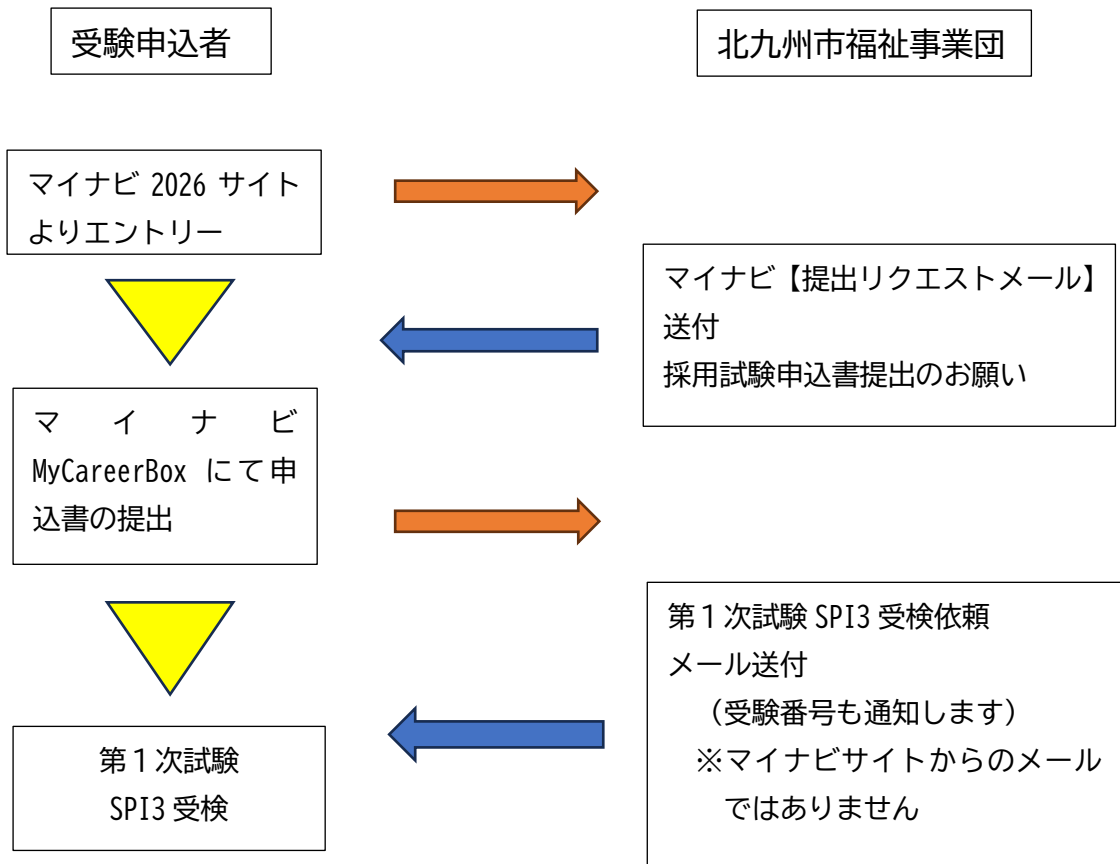 受験申込者
北九州市福祉事業団
マイナビ 2026 サイト
よりエントリー
マイナビ【提出リクエストメール】
送付
採用試験申込書提出のお願い
マイナビ
MyCareerBox にて申
込書の提出
第１次試験 SPI3 受検依頼
メール送付
（受験番号も通知します）
※マイナビサイトからのメール
ではありません
第１次試験
SPI3 受検